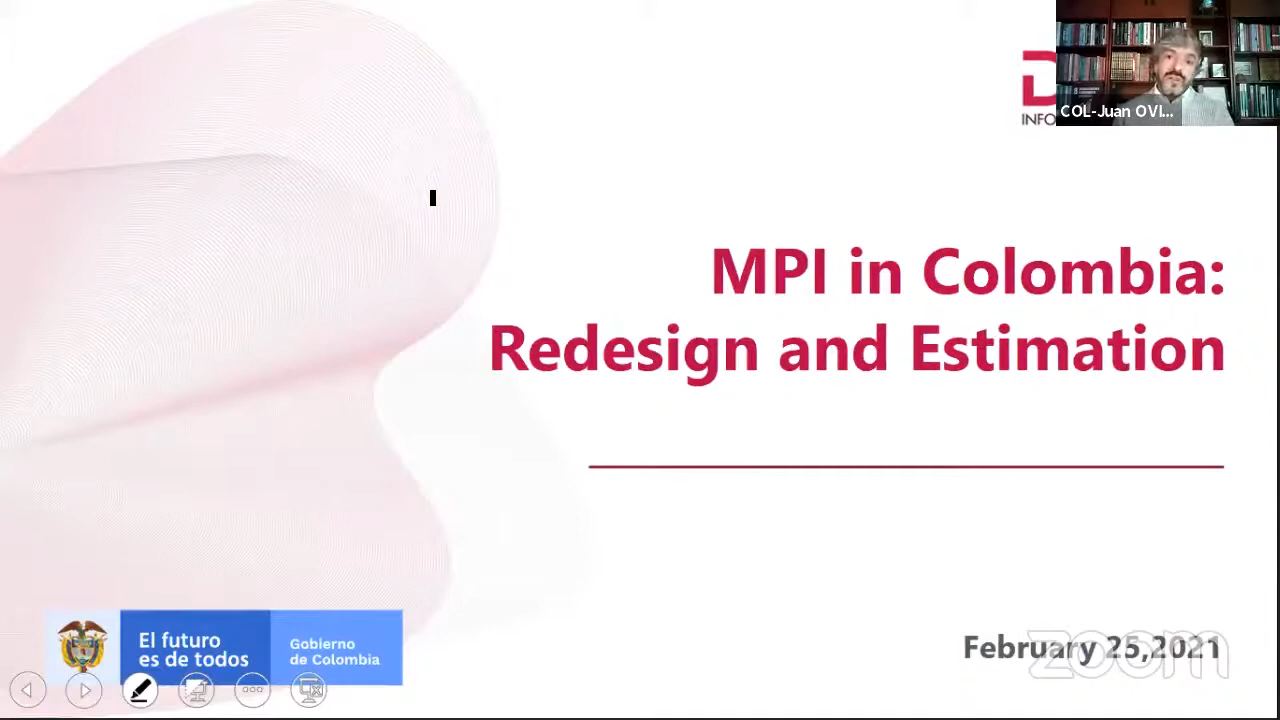 D
INFO
COL-Juan OVI...
MPI in Colombia:
Redesign and Estimation
El futuro
es de todos
Gobierno
de Colombia
February 25,2021
zoom